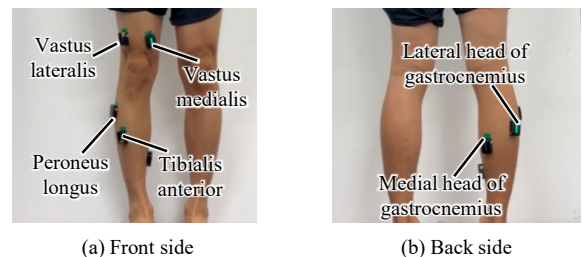 Vastus
lateralis
Vastus
medialis
Peroneus
longus
Tibialis
anterior
(a) Front side
Lateral head of
gastrocnemius
Medial head of
gastrocnemius
(b) Back side